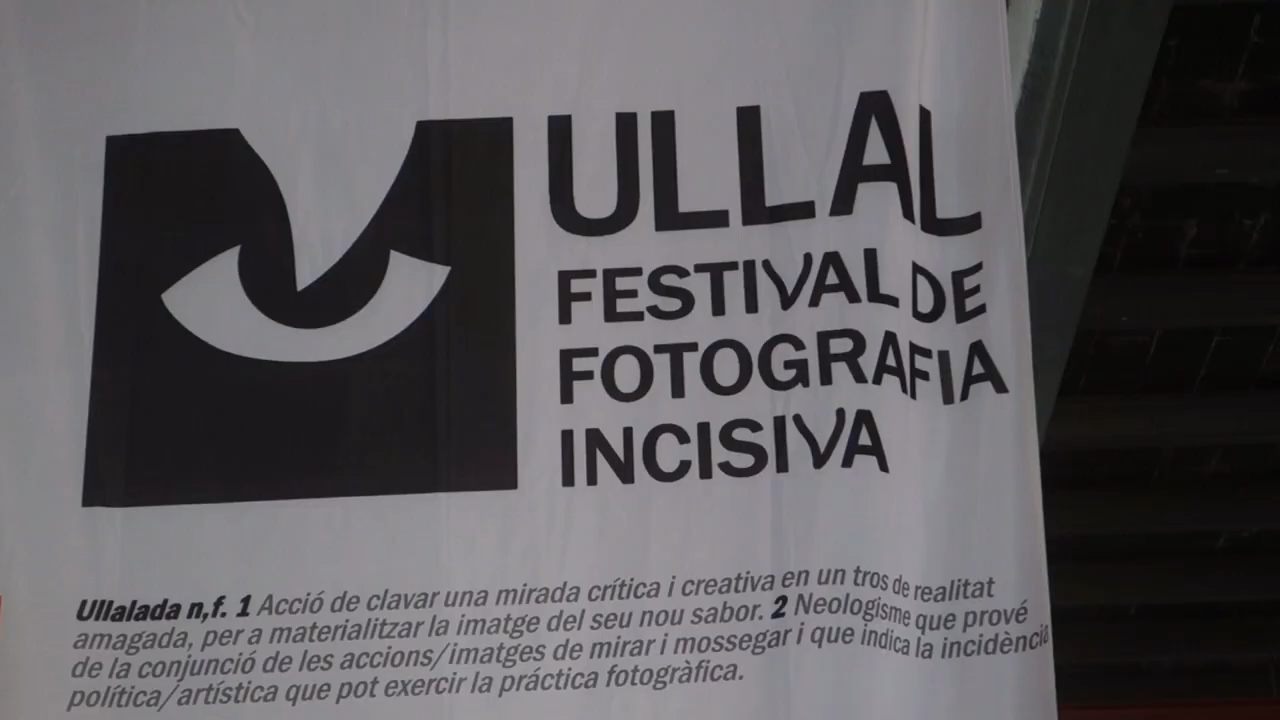 ULLAL
FESTIVAL DE
FOTOGRAFIA
INCISIVA
Ullalada n,f. 1 Acció de clavar una mirada crítica i creativa en un tros de realitat
amagada, per a materialitzar la imatge del seu nou sabor. 2 Neologisme que prové
de la conjunció de les accions/imatges de mirar i mossegar i que indica la incidència
política/artística que pot exercir la práctica fotogràfica.